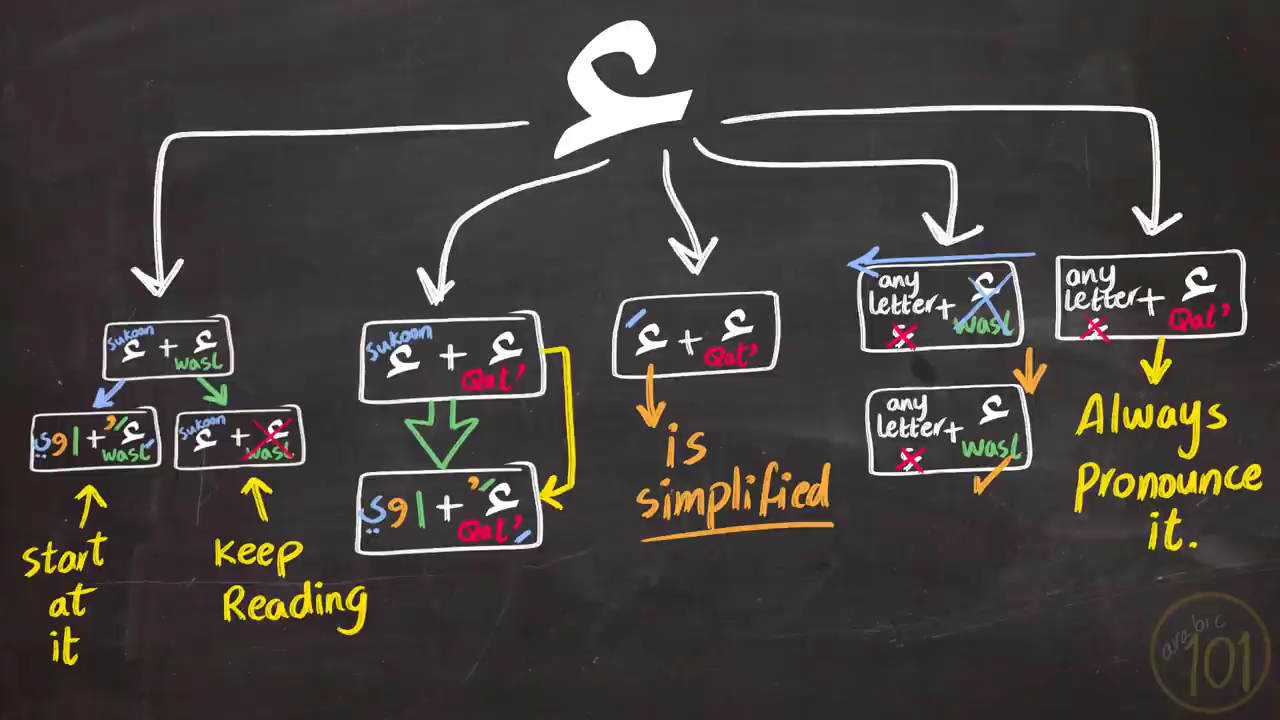 ء
sukoon
ء + ء
wasl
ا و ي + ء
wasl
sukoon
ء + ء
wasl
start
at
it
Keep
Reading
sukoon
ء + ء
Qat'
ا و ي + ء
Qat'
ء + ء
Qat'
is
simplified
any
letter + ء
wasl
any
letter + ء
wasl
any
letter + ء
Qat'
Always
Pronounce
it.
arabic
101